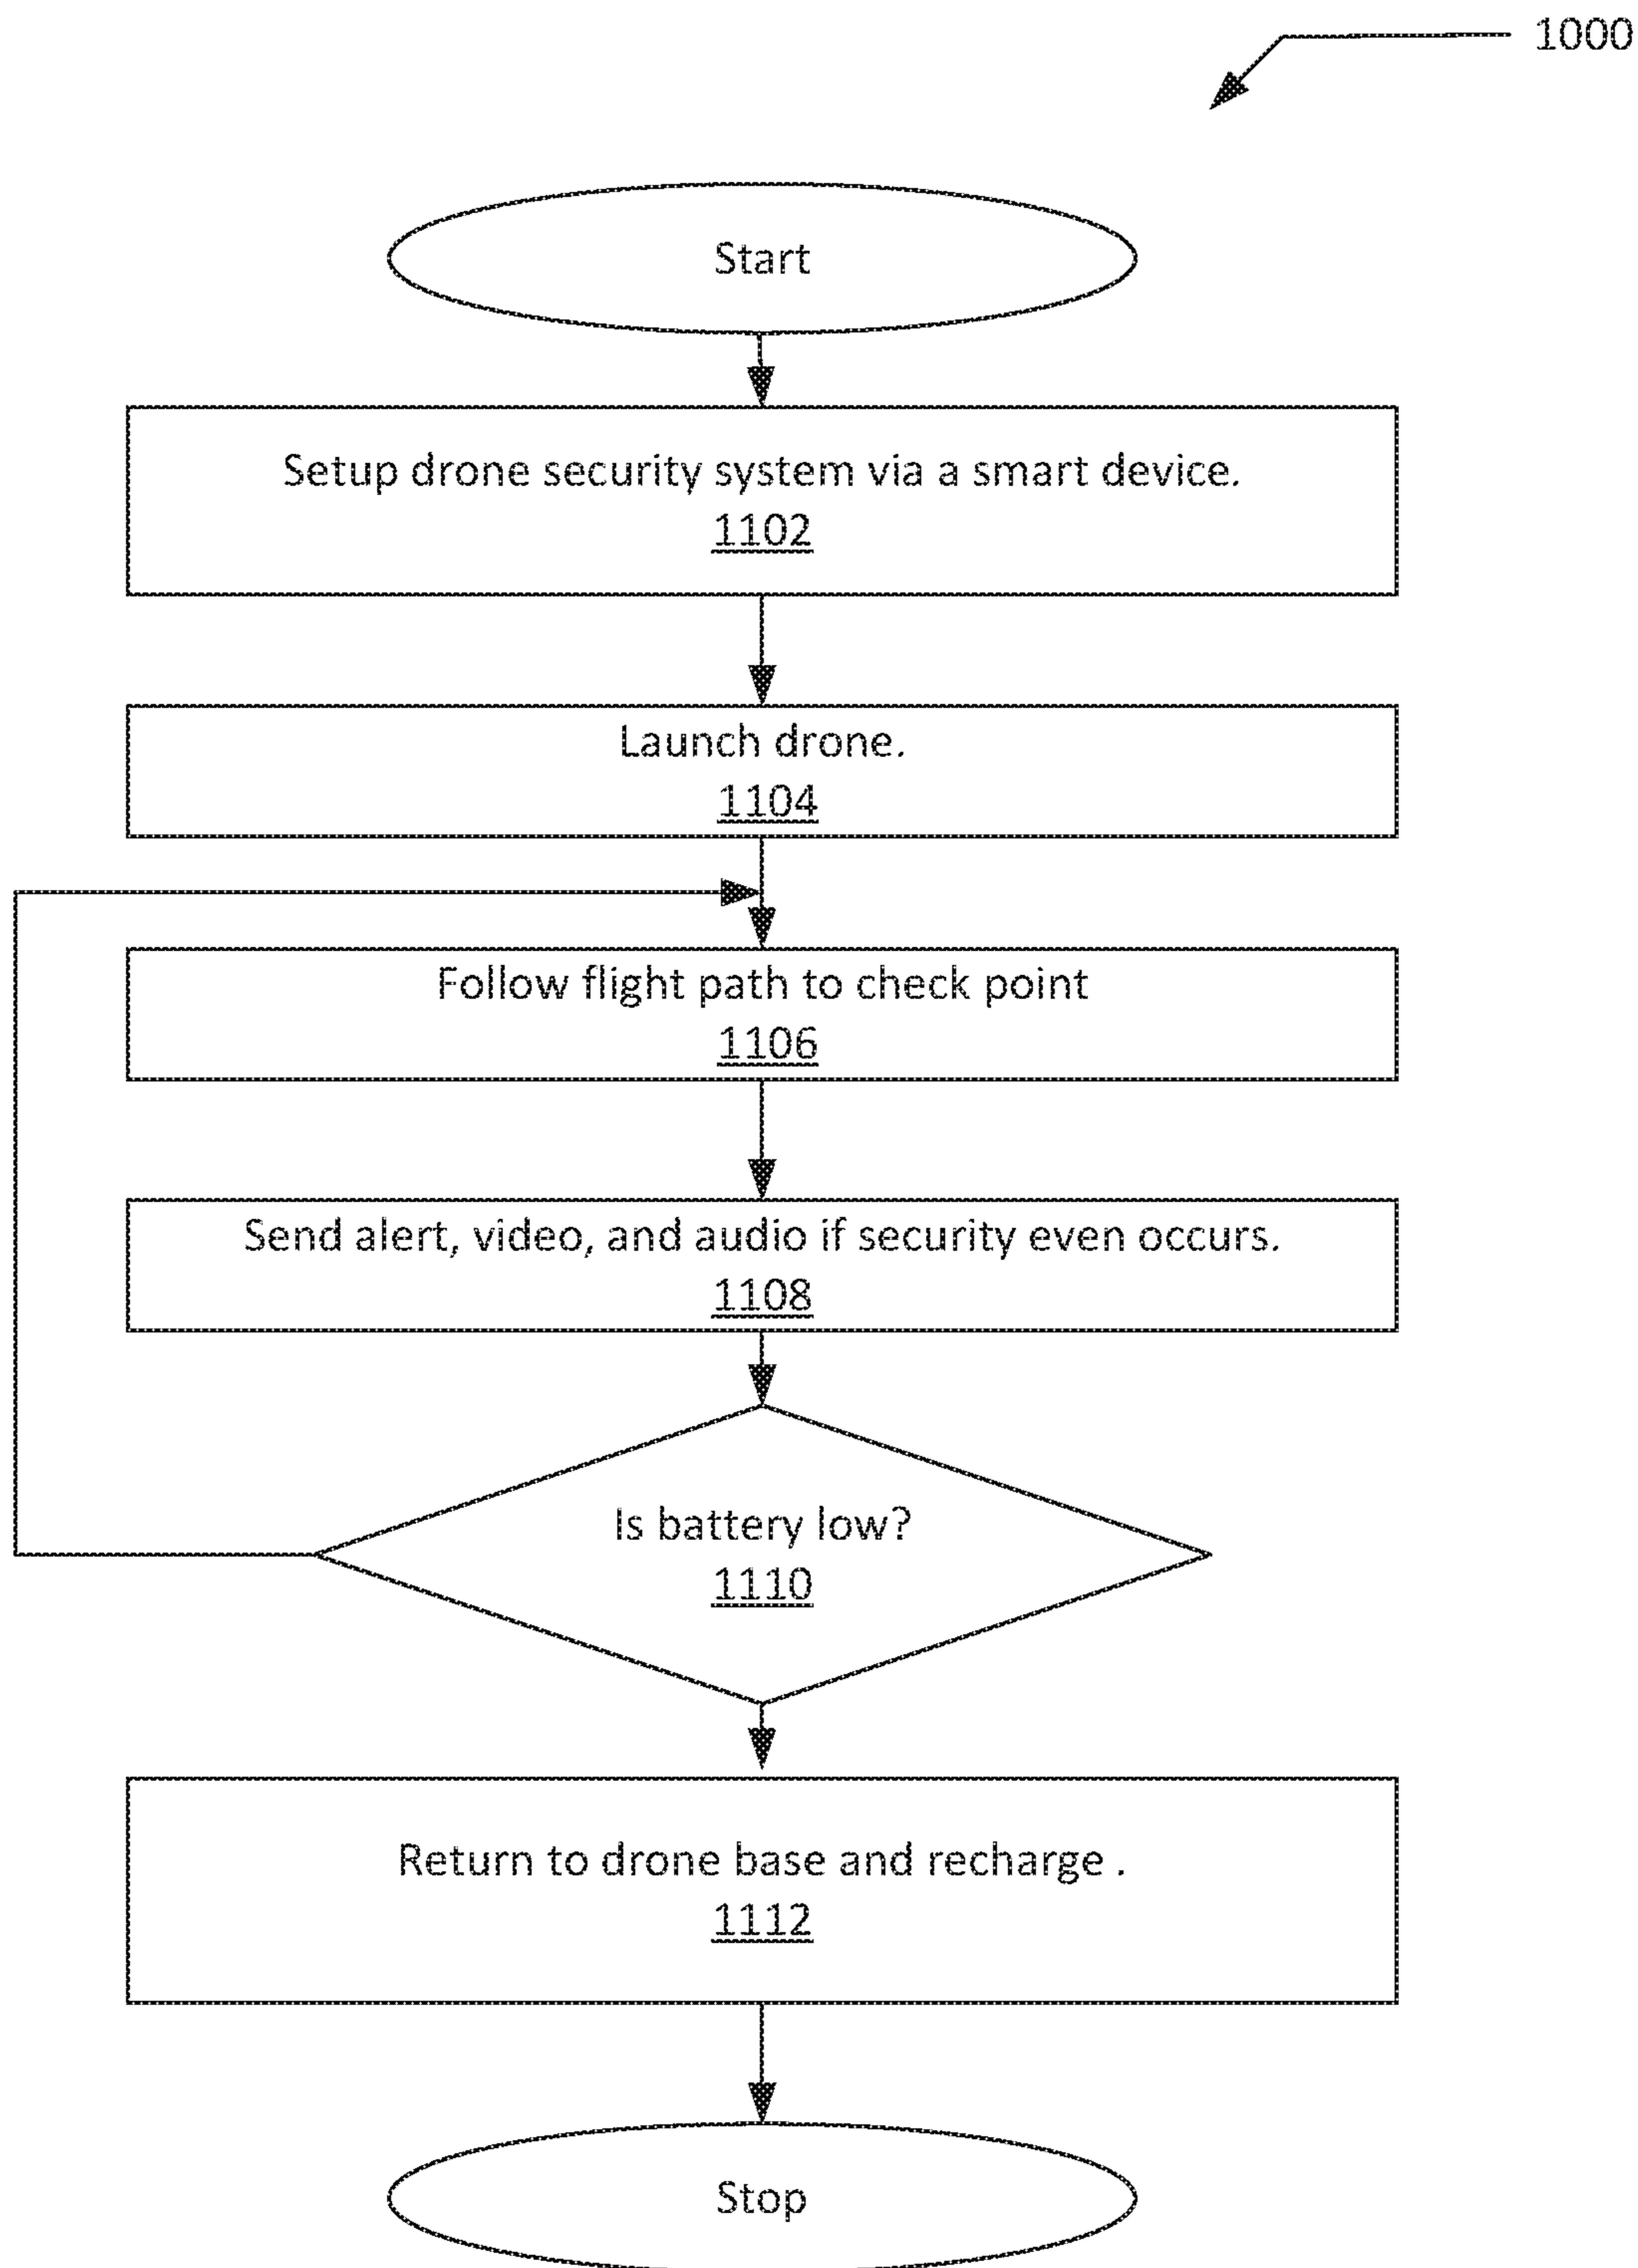 1000
Start
Setup drone security system via a smart device.
1102
Launch drone.
1104
Follow flight path to check point
1106
Send alert, video, and audio if security even occurs.
1108
Is battery low?
1110
Return to drone base and recharge .
1112
Stop